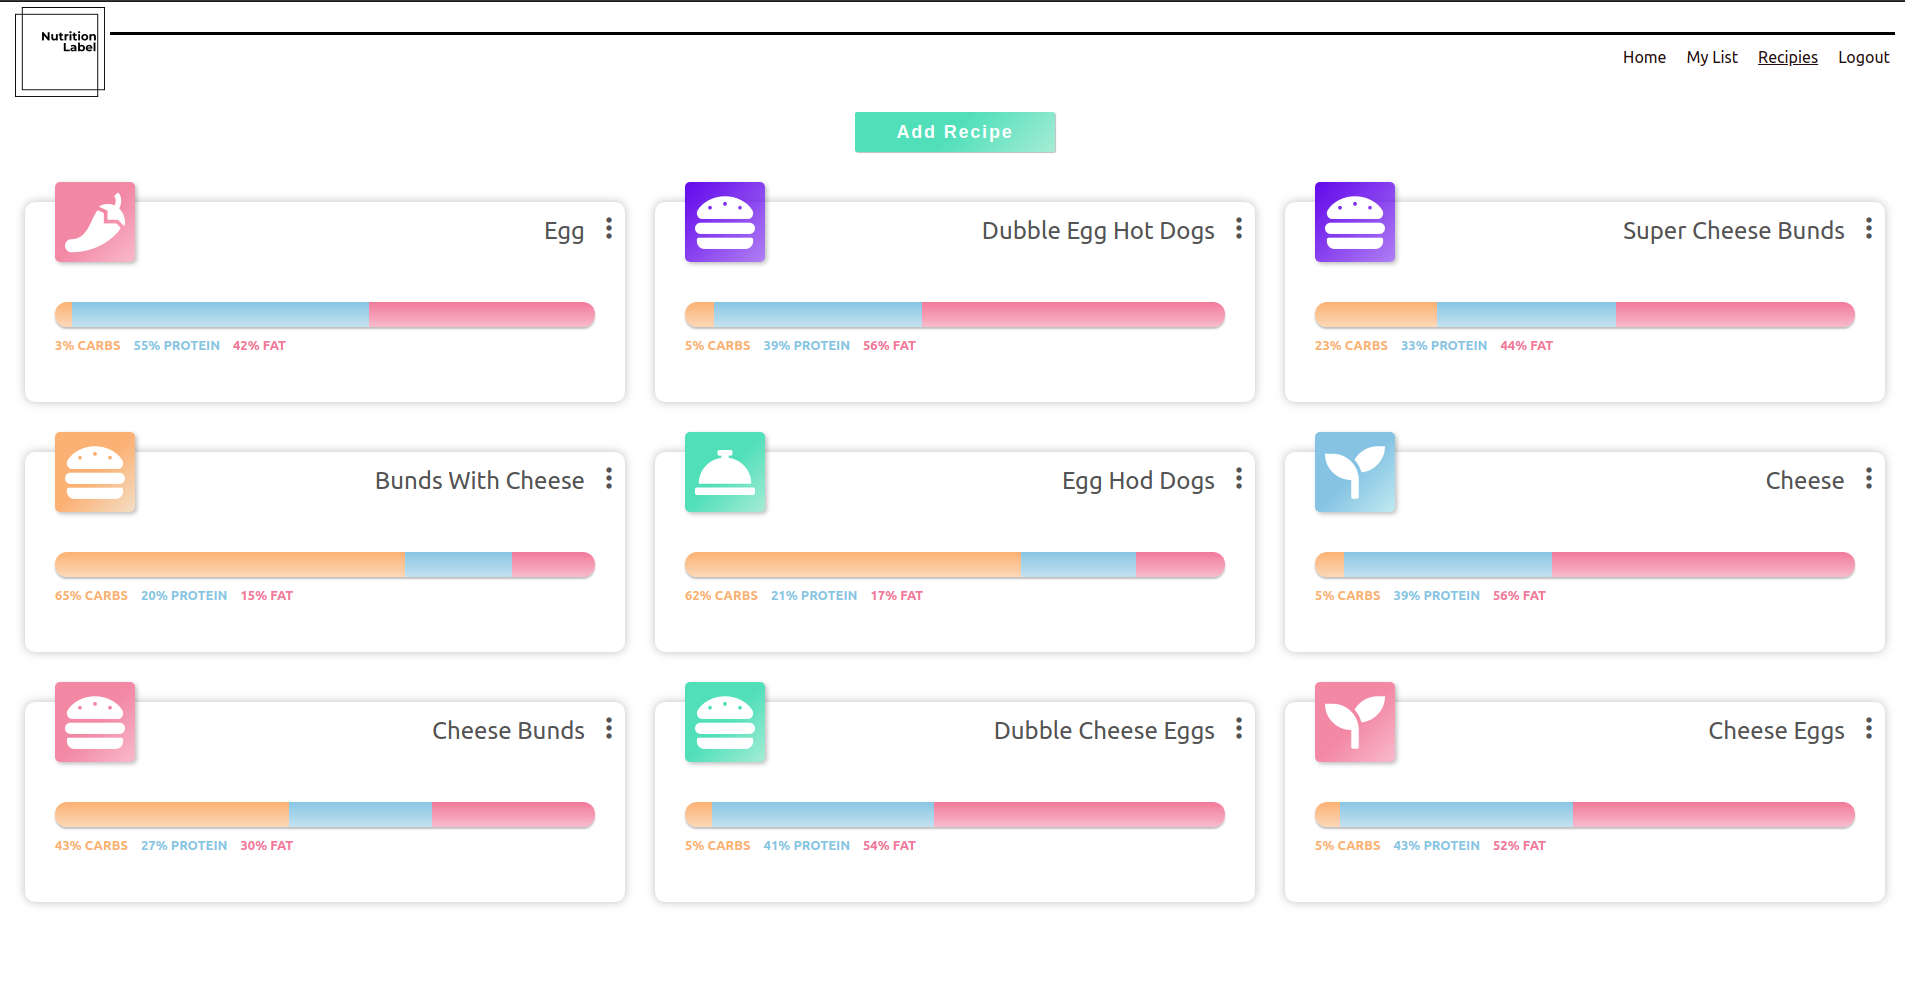 Nutrition
Label
Home My List Recipies Logout
Add Recipe
Egg
3% CARBS 55% PROTEIN 42% FAT
Dubble Egg Hot Dogs
5% CARBS 39% PROTEIN 56% FAT
Super Cheese Bunds
23% CARBS 33% PROTEIN 44% FAT
Bunds With Cheese
65% CARBS 20% PROTEIN 15% FAT
Egg Hod Dogs
62% CARBS 21% PROTEIN 17% FAT
Cheese
5% CARBS 39% PROTEIN 56% FAT
Cheese Bunds
43% CARBS 27% PROTEIN 30% FAT
Dubble Cheese Eggs
5% CARBS 41% PROTEIN 54% FAT
Cheese Eggs
5% CARBS 43% PROTEIN 52% FAT